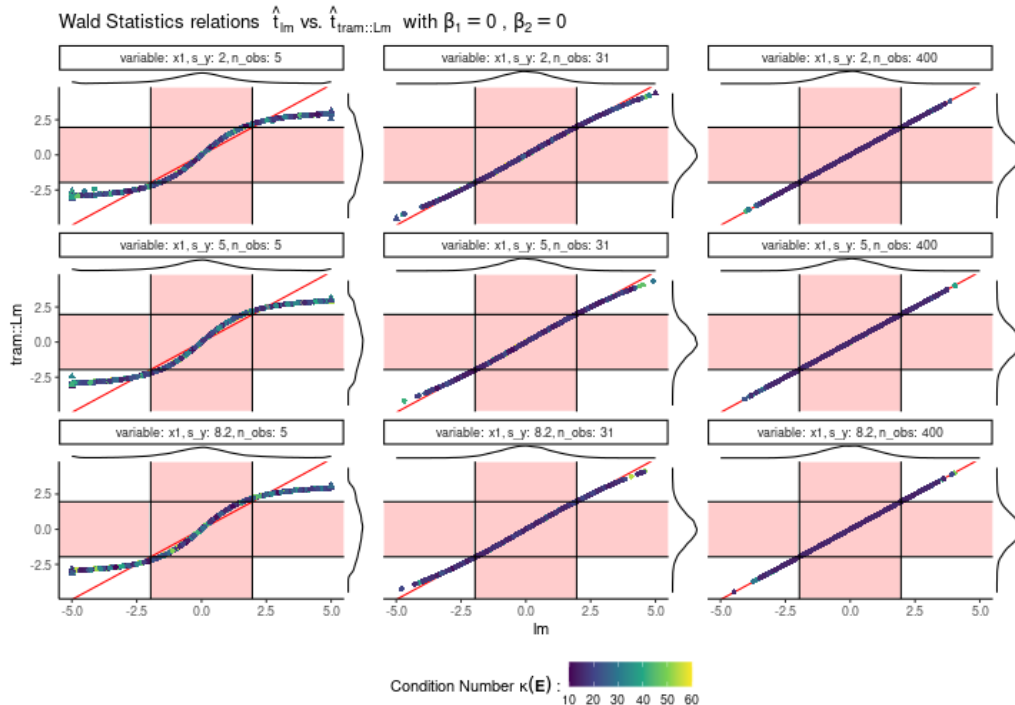 Wald Statistics relations t̂lm vs. t̂tram::Lm with β1 = 0 , β2 = 0
variable: x1, s_y: 2, n_obs: 5
variable: x1, s_y: 2, n_obs: 31
variable: x1, s_y: 2, n_obs: 400
2.5
0.0
-2.5
variable: x1, s_y: 5, n_obs: 5
variable: x1, s_y: 5, n_obs: 31
variable: x1, s_y: 5, n_obs: 400
tram::Lm
2.5
0.0
-2.5
variable: x1, s_y: 8.2, n_obs: 5
variable: x1, s_y: 8.2, n_obs: 31
variable: x1, s_y: 8.2, n_obs: 400
2.5
0.0
-2.5
-5.0 -2.5 0.0 2.5 5.0
-5.0 -2.5 0.0 2.5 5.0
-5.0 -2.5 0.0 2.5 5.0
lm
Condition Number κ(E) :
10 20 30 40 50 60